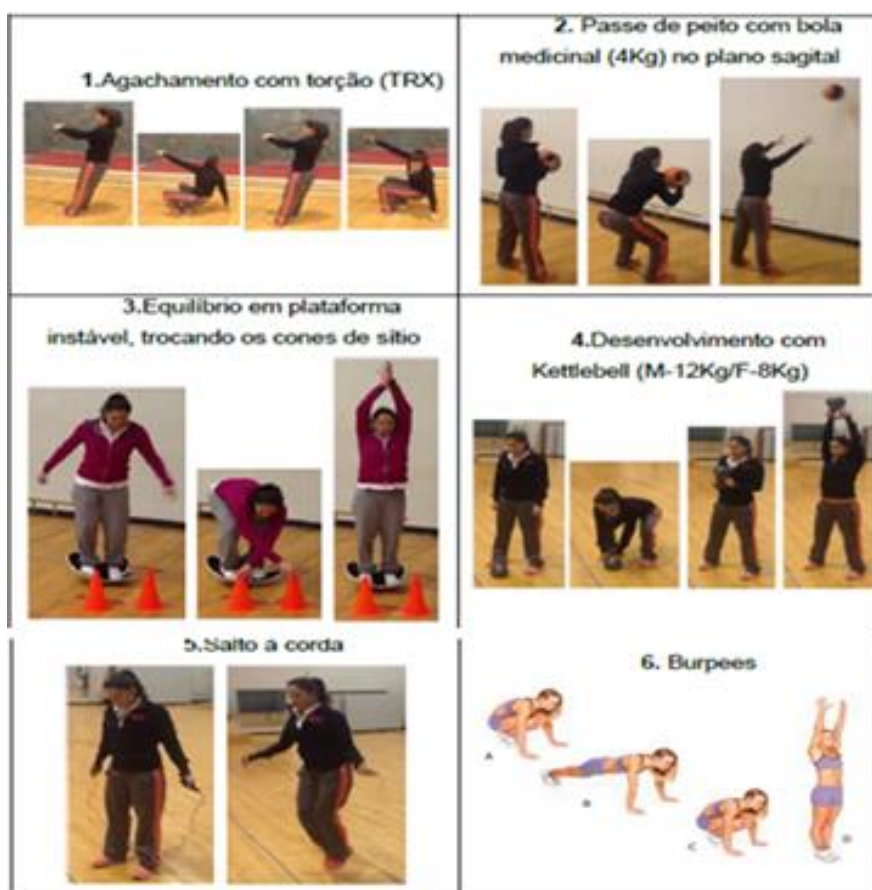 1.Agachamento com torção (TRX)
2. Passe de peito com bola
medicinal (4Kg) no plano sagital
3.Equilíbrio em plataforma
instável, trocando os cones de sítio
4.Desenvolvimento com
Kettlebell (M-12Kg/F-8Kg)
5.Salto à corda
6. Burpees
A
B
C
D